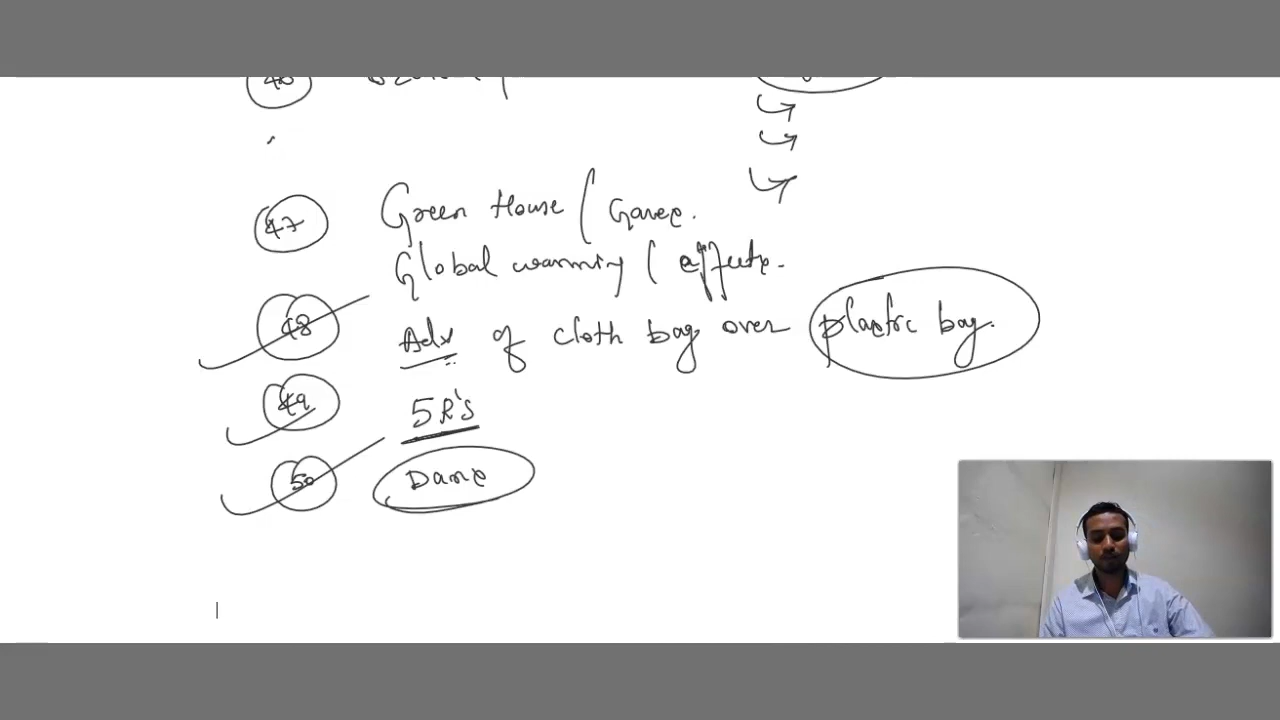 47 Green House / Gases.
Global warming / effects.
48 Adv of cloth bag over plastic bag.
49 5R's
50 Dams